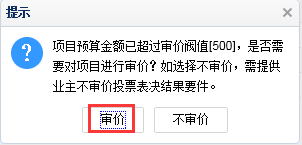 提示
项目预算金额已超过审价阀值[500]，是否需
要对项目进行审价？如选择不审价，需提供
业主不审价投票表决结果要件。
审价
不审价